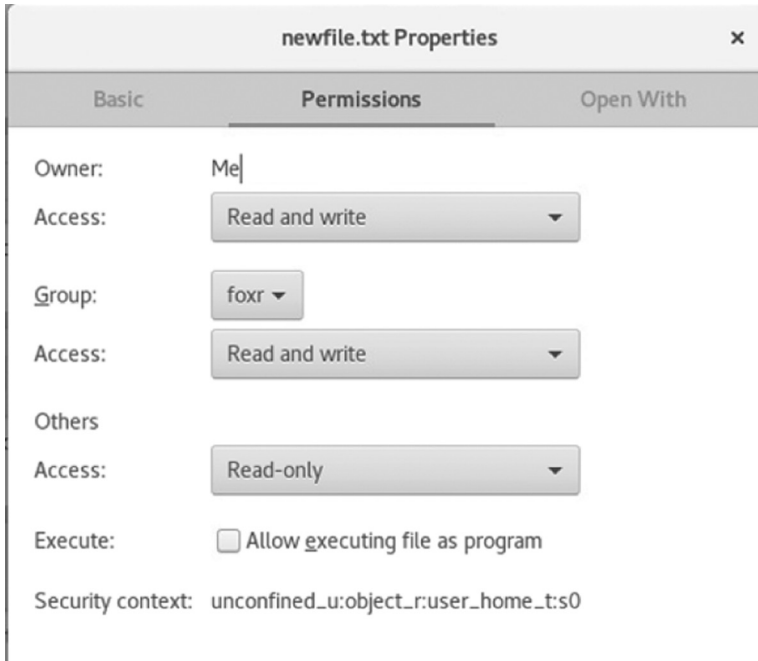 newfile.txt Properties ×
Basic Permissions Open With
Owner: Me
Access: Read and write
Group: foxr
Access: Read and write
Others
Access: Read-only
Execute: Allow executing file as program
Security context: unconfined_u:object_r:user_home_t:s0